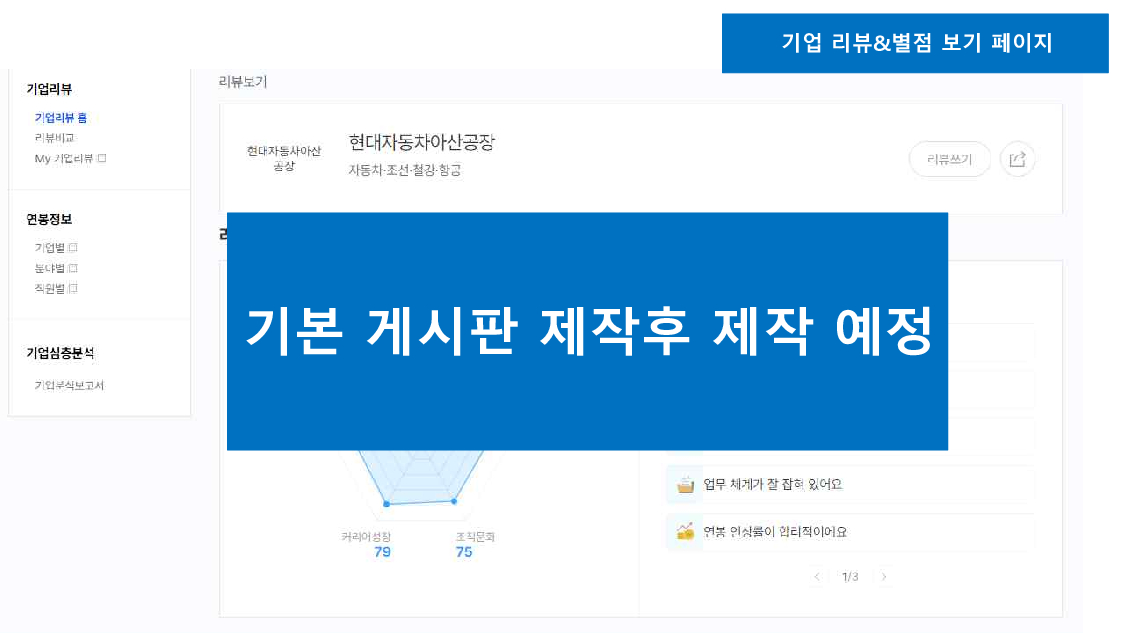 기업 리뷰&별점 보기 페이지
기업리뷰
기업리뷰 홈
리뷰비교
My 기업리뷰
연봉정보
기업별
분야별
직원별
기업심층분석
기업분석보고서
리뷰보기
현대자동차아산
공장
현대자동차아산공장
자동차·조선·철강·항공
리뷰쓰기
기본 게시판 제작후 제작 예정
커리어성장
79
조직문화
75
업무 체계가 잘 잡혀 있어요
연봉 인상률이 합리적이에요
1/3